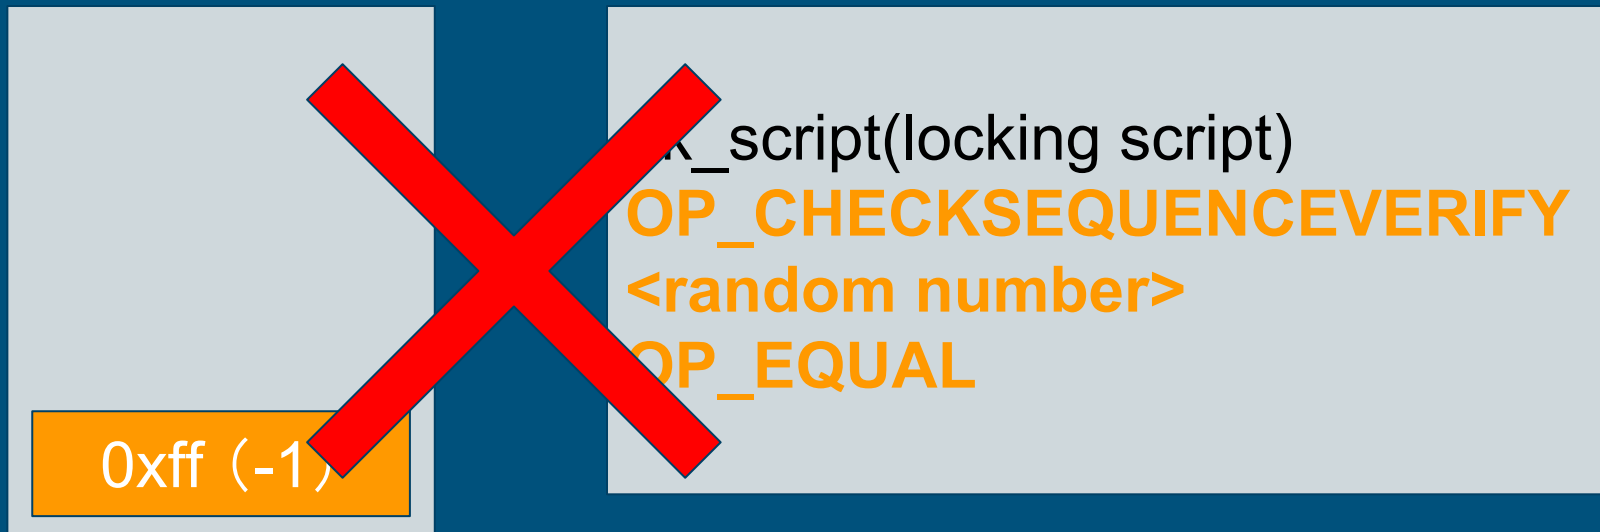 _script(locking script)
OP_CHECKSEQUENCEVERIFY
<random number>
OP_EQUAL
0xff（-1）